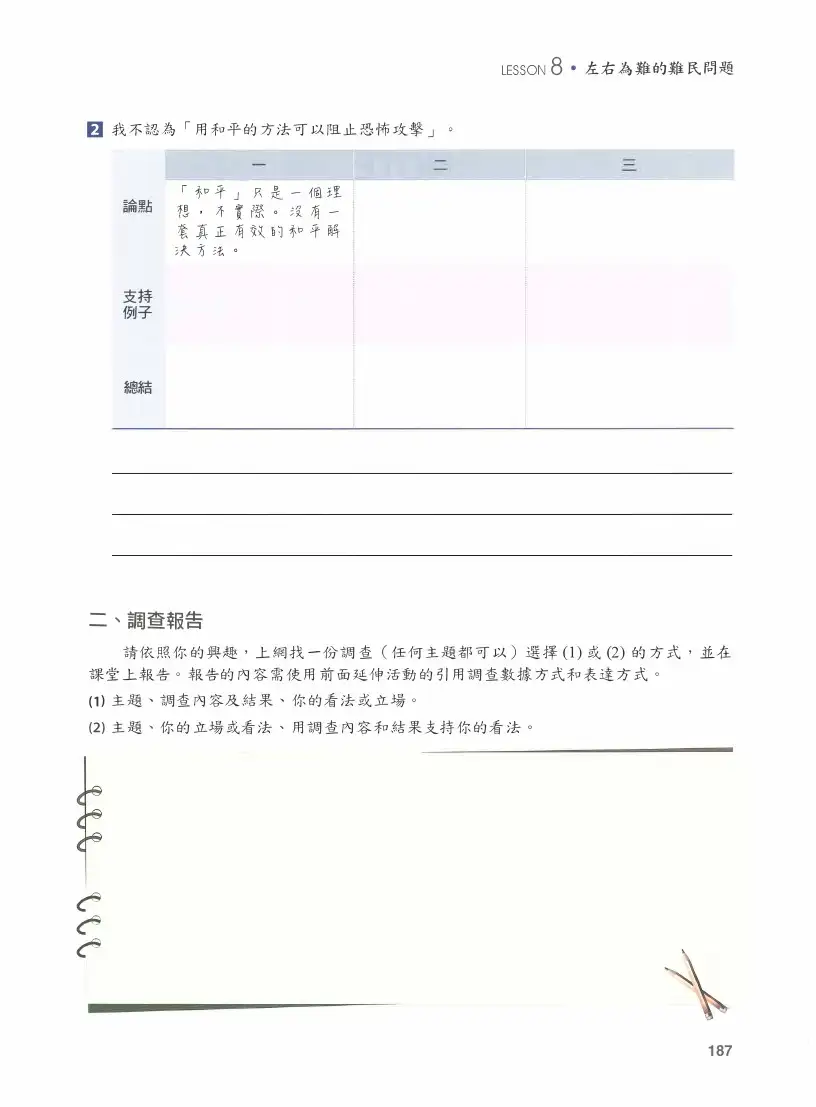 LESSON 8 • 左右為難的難民問題
2 我不認為「用和平的方法可以阻止恐怖攻擊」。
一 二 三
論點
「和平」只是一個理
想，不實際。沒有一
套真正有效的和平解
決方法。
支持
例子
總結
二、調查報告
請依照你的興趣，上網找一份調查（任何主題都可以）選擇 (1) 或 (2) 的方式，並在
課堂上報告。報告的內容需使用前面延伸活動的引用調查數據方式和表達方式。
(1) 主題、調查內容及結果、你的看法或立場。
(2) 主題、你的立場或看法、用調查內容和結果支持你的看法。
187